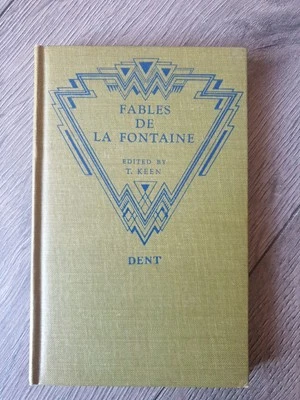 FABLES
DE
LA FONTAINE
EDITED BY
T. KEEN
DENT